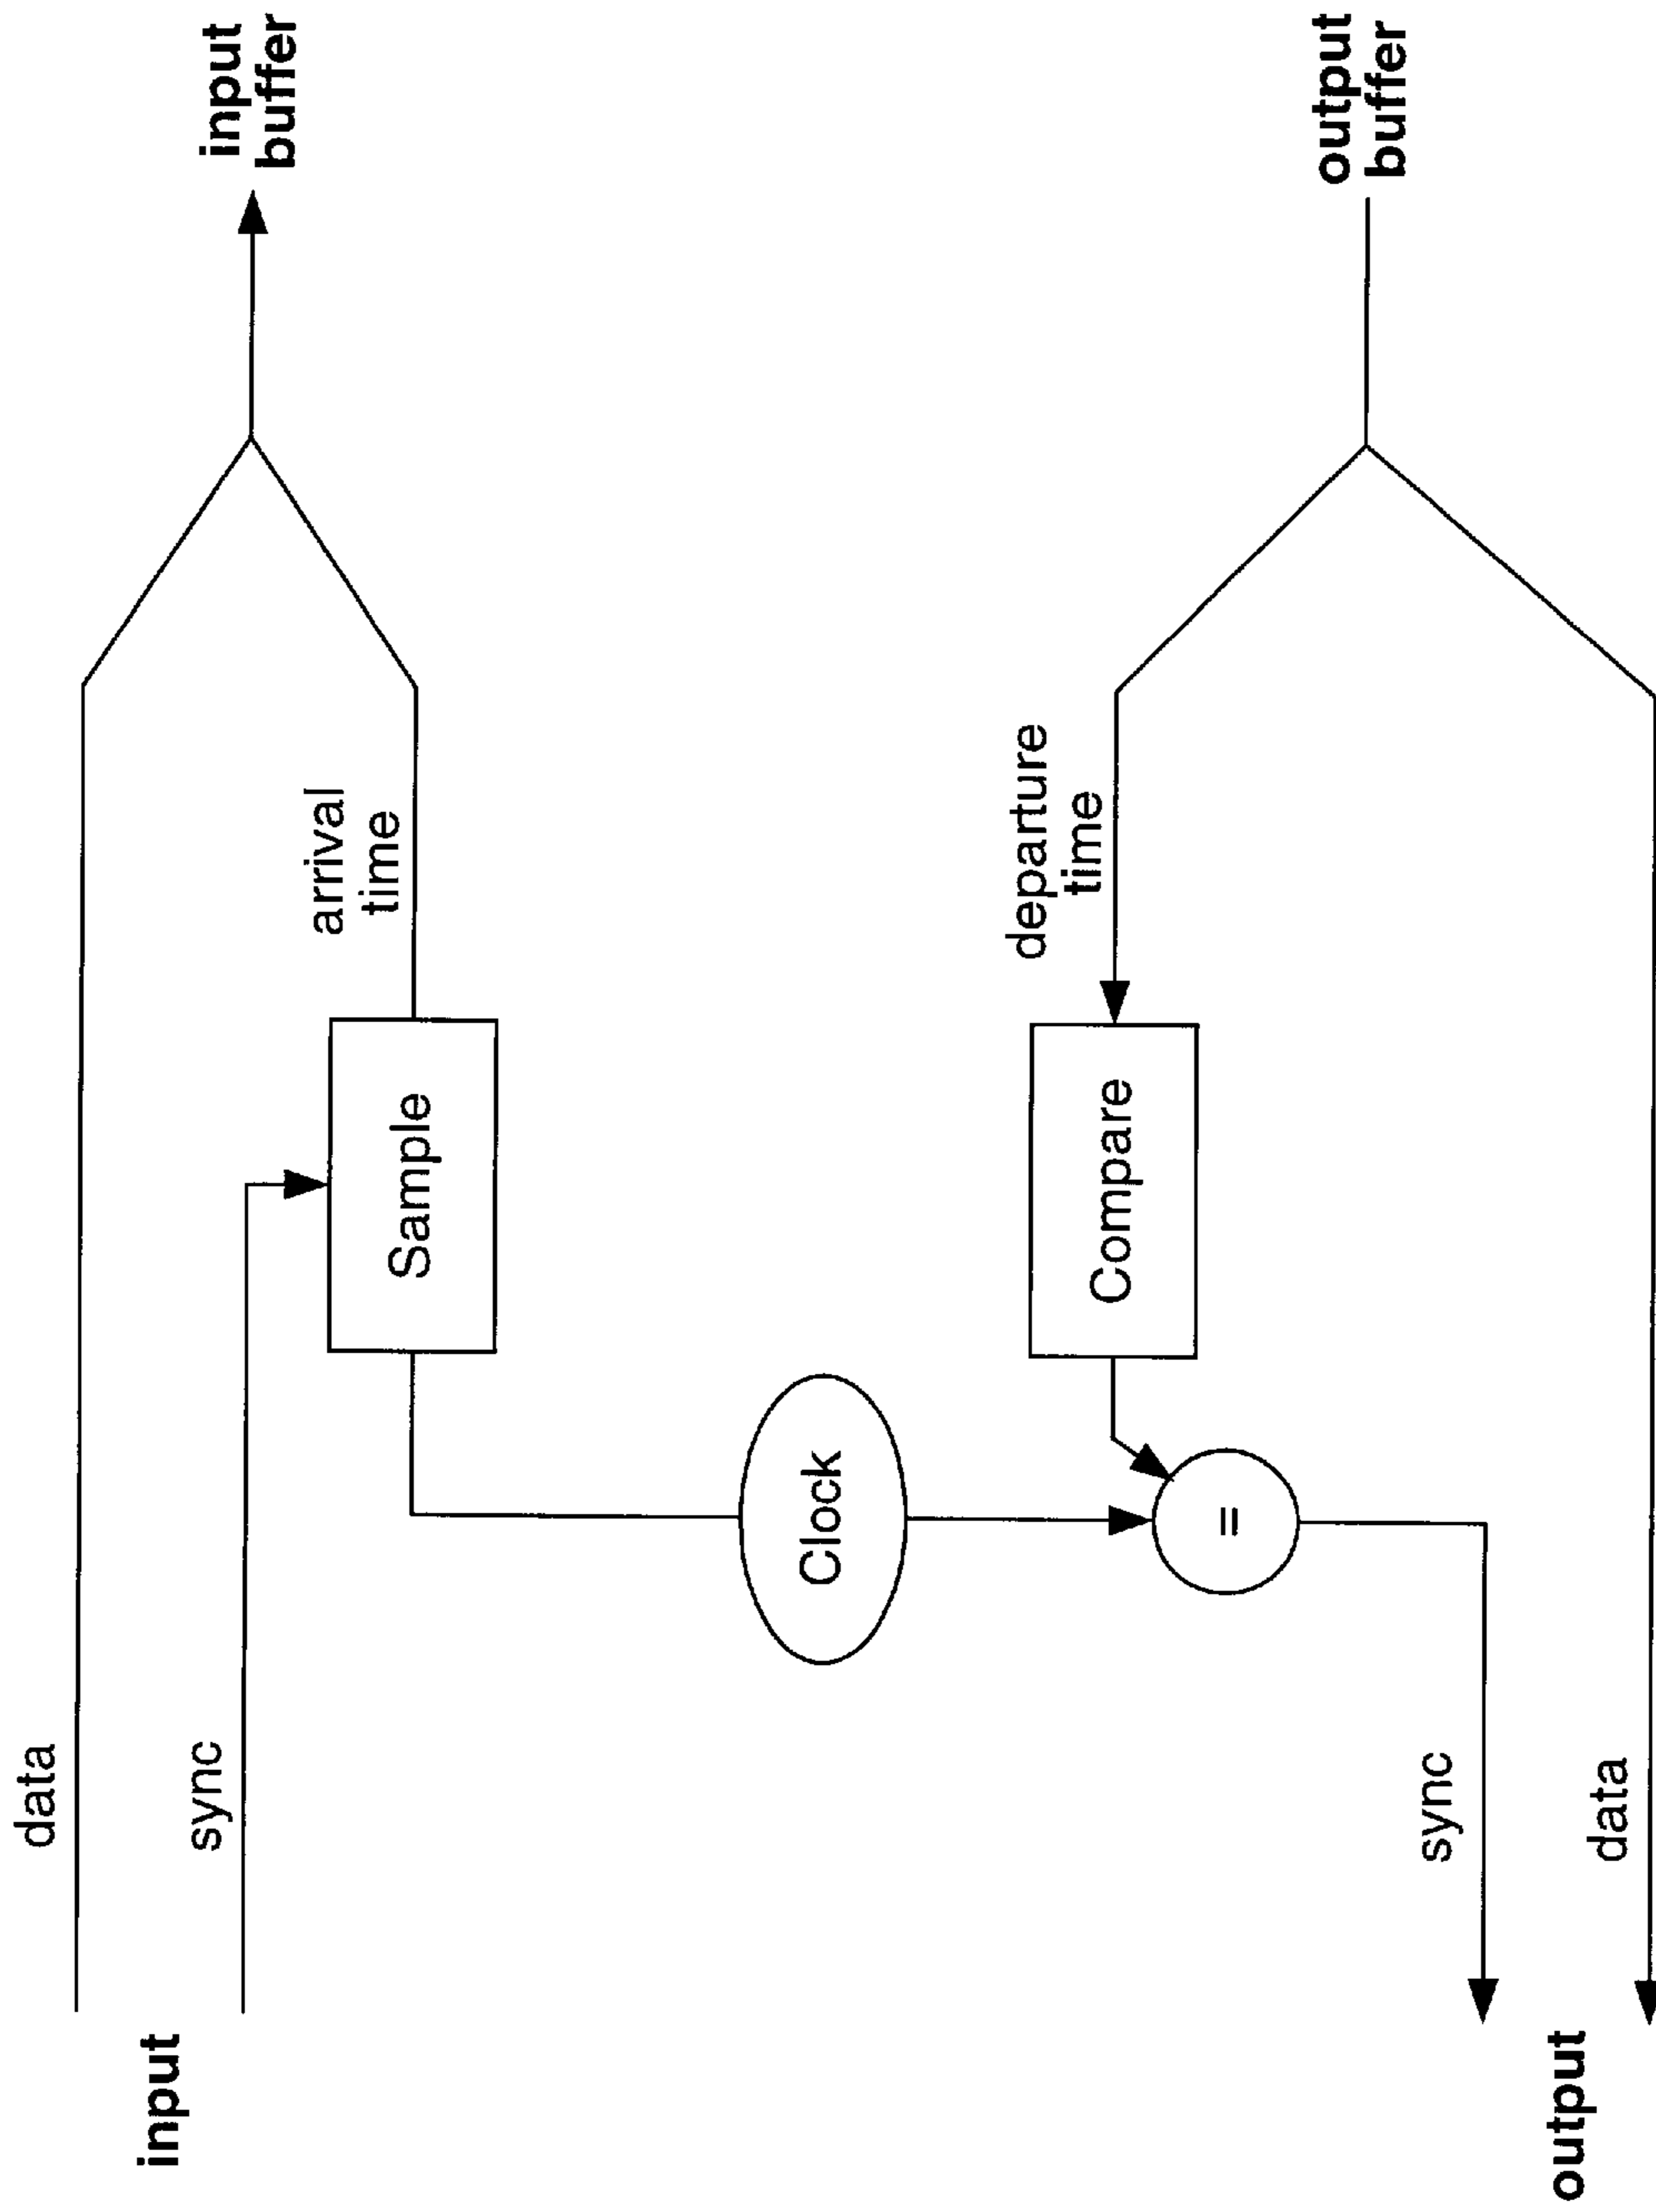 data
input
sync
input
buffer
arrival
time
Sample
Clock
departure
time
Compare
=
output
buffer
sync
output
data